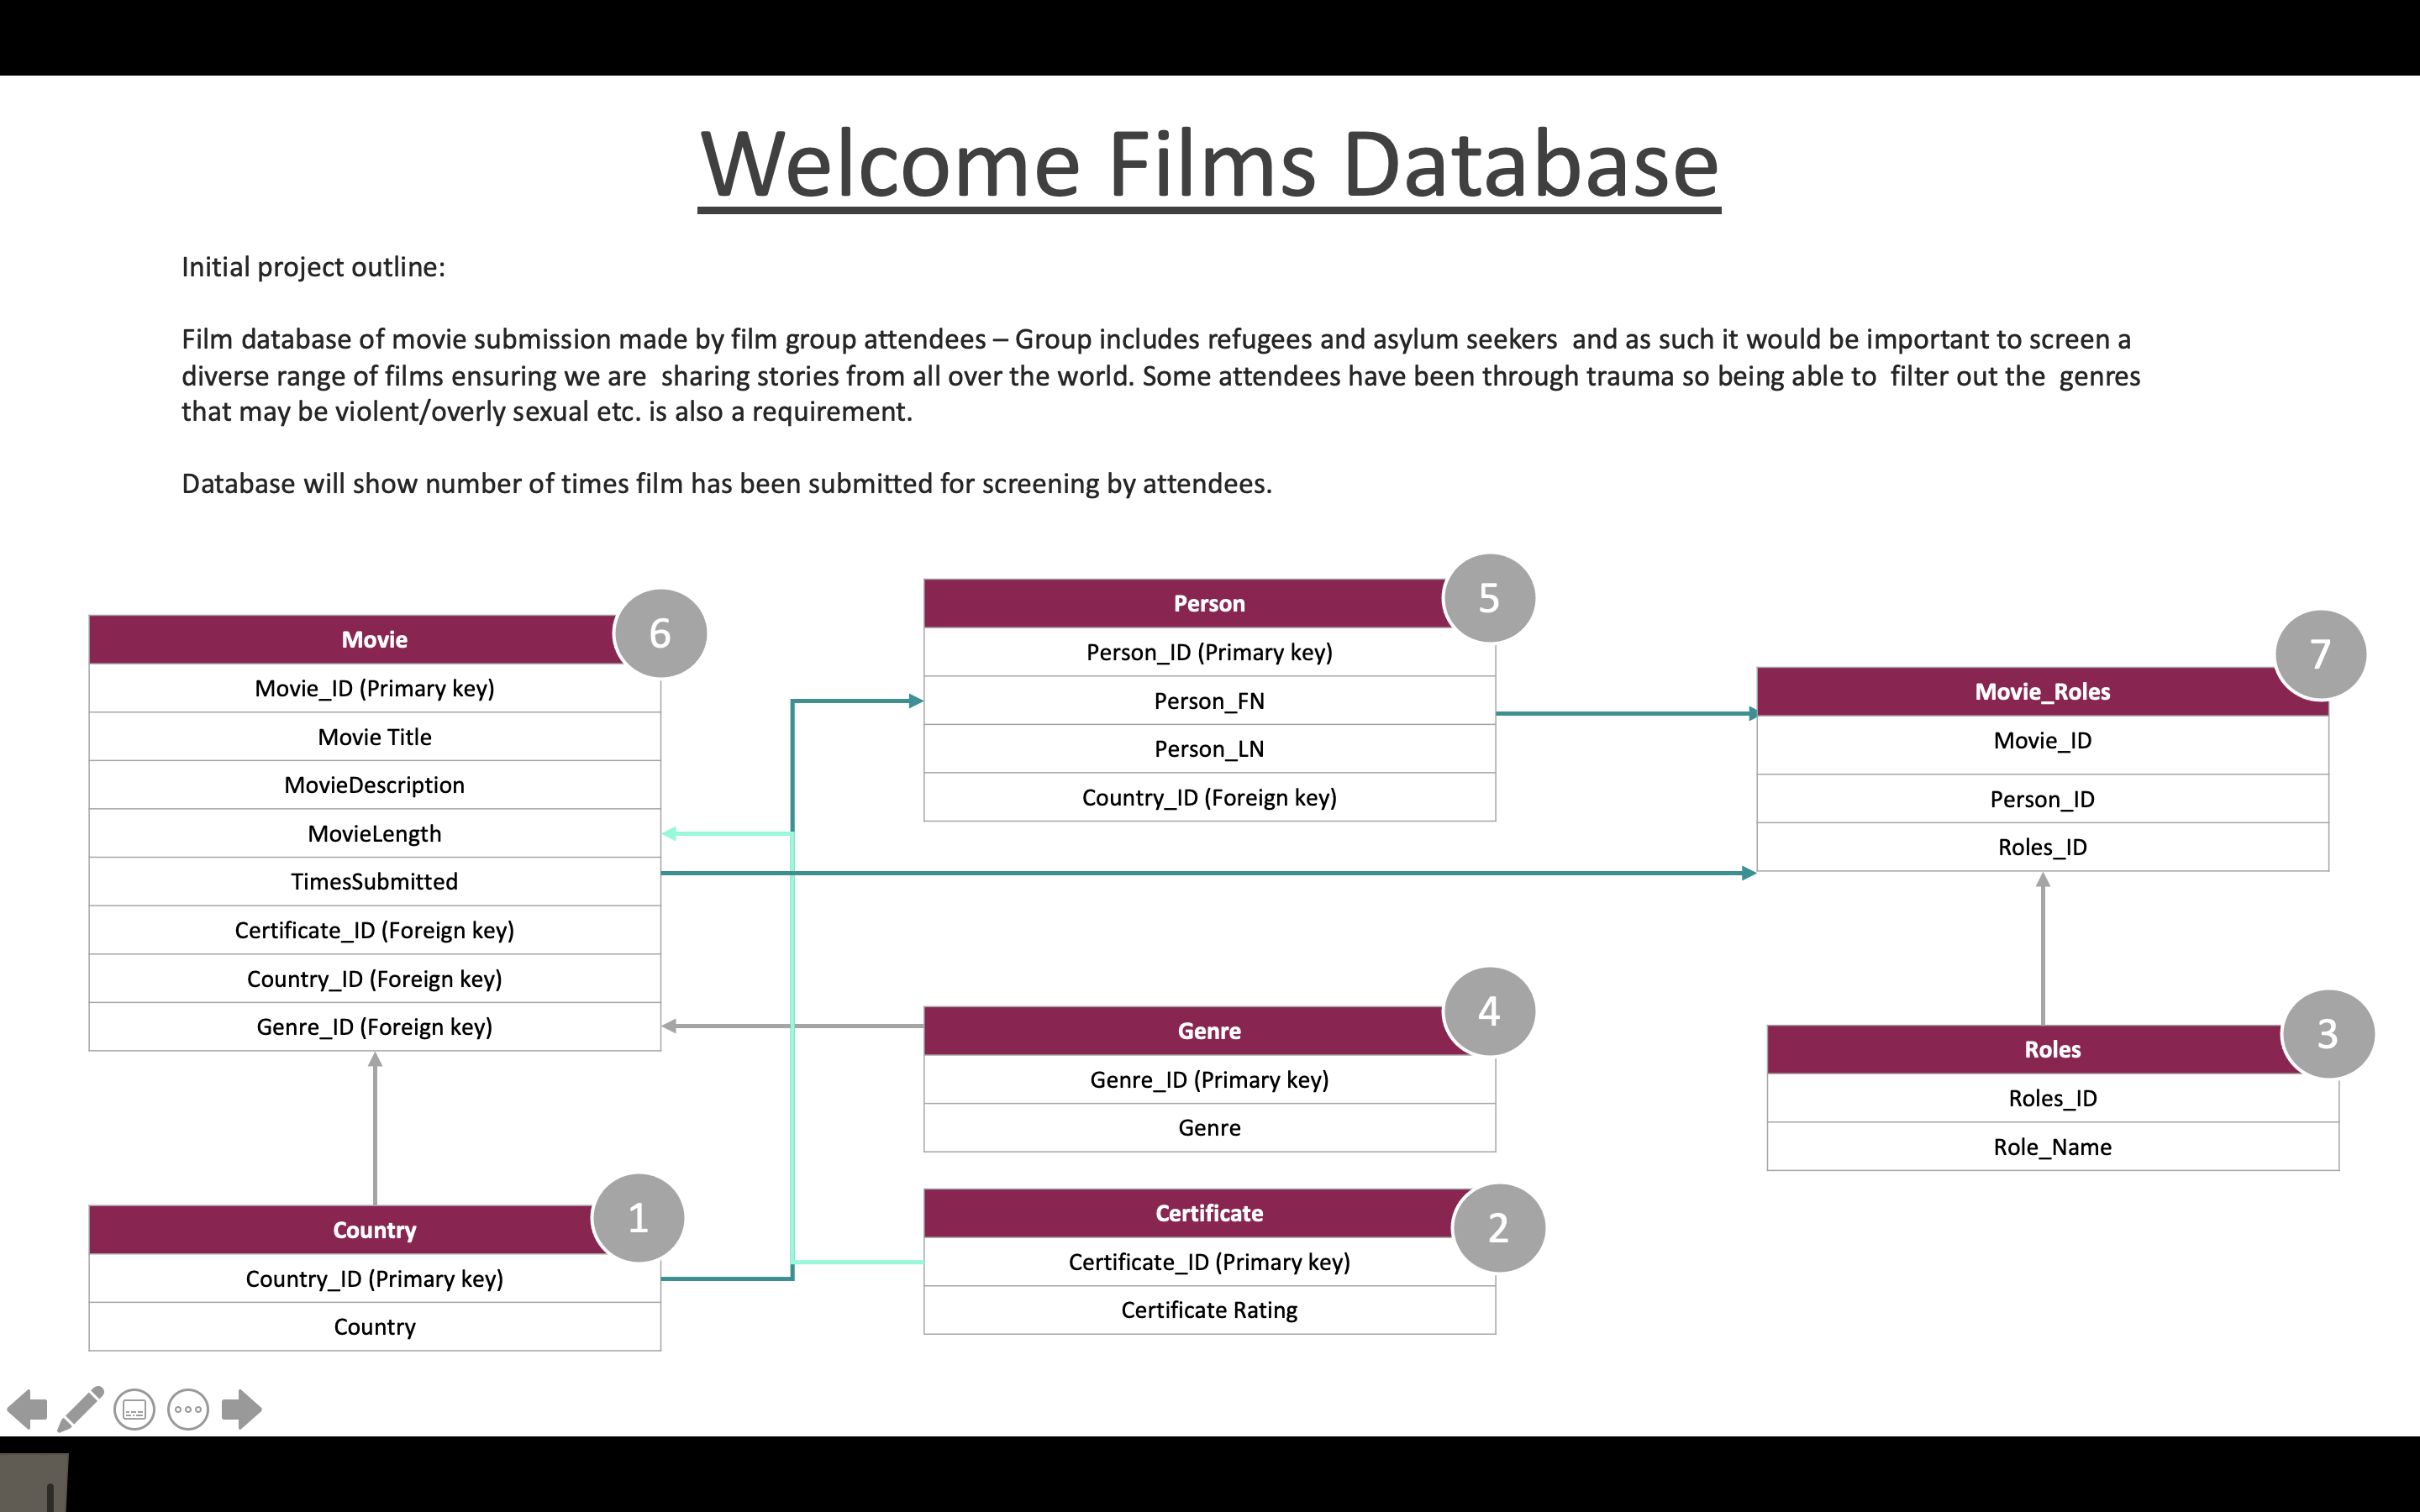 Welcome Films Database
Initial project outline:
Film database of movie submission made by film group attendees – Group includes refugees and asylum seekers and as such it would be important to screen a
diverse range of films ensuring we are sharing stories from all over the world. Some attendees have been through trauma so being able to filter out the genres
that may be violent/overly sexual etc. is also a requirement.
Database will show number of times film has been submitted for screening by attendees.
Movie
6
Movie_ID (Primary key)
Movie Title
MovieDescription
MovieLength
TimesSubmitted
Certificate_ID (Foreign key)
Country_ID (Foreign key)
Genre_ID (Foreign key)
Person
5
Person_ID (Primary key)
Person_FN
Person_LN
Country_ID (Foreign key)
Movie_Roles
7
Movie_ID
Person_ID
Roles_ID
Genre
4
Genre_ID (Primary key)
Genre
Roles
3
Roles_ID
Role_Name
Country
1
Country_ID (Primary key)
Country
Certificate
2
Certificate_ID (Primary key)
Certificate Rating